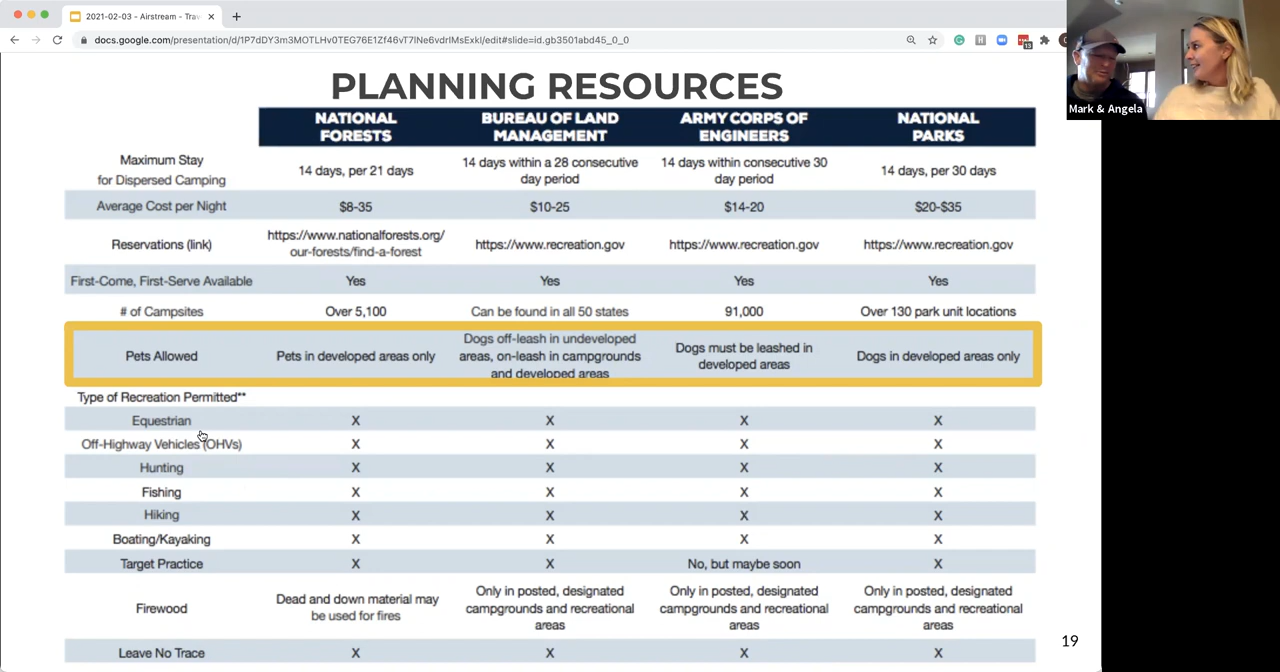 2021-02-03 - Airstream - Trav
docs.google.com/presentation/d/1P7dDY3m3MOTLHv0TEG76E1Zf46vT7lNe6vdrlMsExkI/edit#slide=id.gb3501abd45_0_0
13
Mark & Angela
PLANNING RESOURCES
NATIONAL FORESTS
BUREAU OF LAND MANAGEMENT
ARMY CORPS OF ENGINEERS
NATIONAL PARKS
Maximum Stay for Dispersed Camping
14 days, per 21 days
14 days within a 28 consecutive day period
14 days within consecutive 30 day period
14 days, per 30 days
Average Cost per Night
$8-35
$10-25
$14-20
$20-$35
Reservations (link)
https://www.nationalforests.org/our-forests/find-a-forest
https://www.recreation.gov
https://www.recreation.gov
https://www.recreation.gov
First-Come, First-Serve Available
Yes
Yes
Yes
Yes
# of Campsites
Over 5,100
Can be found in all 50 states
91,000
Over 130 park unit locations
Pets Allowed
Pets in developed areas only
Dogs off-leash in undeveloped areas, on-leash in campgrounds and developed areas
Dogs must be leashed in developed areas
Dogs in developed areas only
Type of Recreation Permitted**
Equestrian
X
X
X
X
Off-Highway Vehicles (OHVs)
X
X
X
X
Hunting
X
X
X
X
Fishing
X
X
X
X
Hiking
X
X
X
X
Boating/Kayaking
X
X
X
X
Target Practice
X
X
No, but maybe soon
X
Firewood
Dead and down material may be used for fires
Only in posted, designated campgrounds and recreational areas
Only in posted, designated campgrounds and recreational areas
Only in posted, designated campgrounds and recreational areas
Leave No Trace
X
X
X
X
19